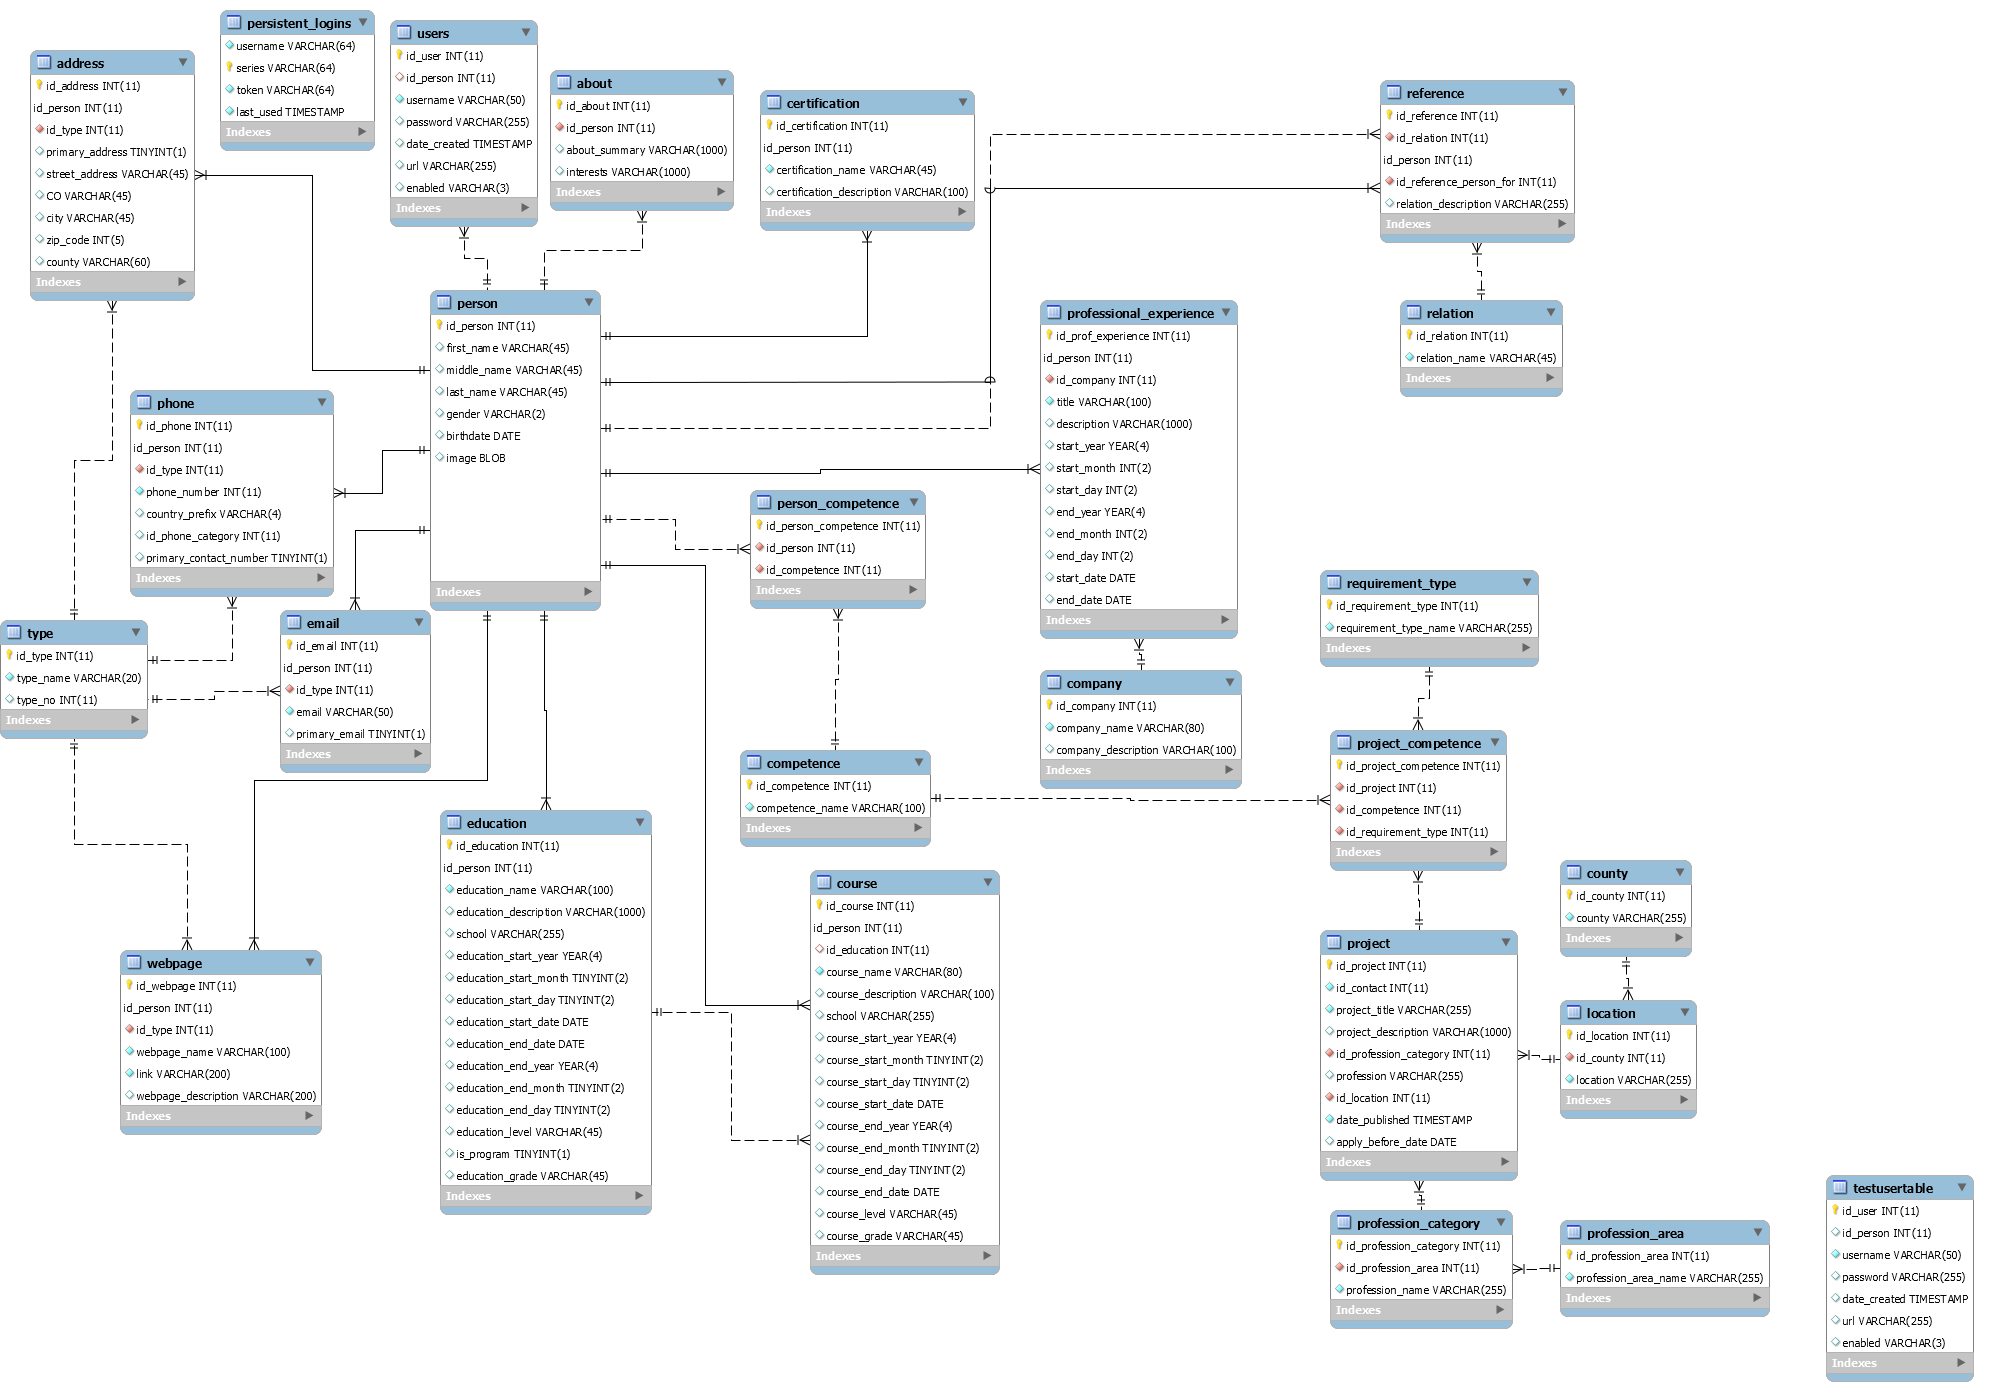 persistent_logins
username VARCHAR(64)
series VARCHAR(64)
token VARCHAR(64)
last_used TIMESTAMP
Indexes
users
id_user INT(11)
id_person INT(11)
username VARCHAR(50)
password VARCHAR(255)
date_created TIMESTAMP
url VARCHAR(255)
enabled VARCHAR(3)
Indexes
address
id_address INT(11)
id_person INT(11)
id_type INT(11)
primary_address TINYINT(1)
street_address VARCHAR(45)
CO VARCHAR(45)
city VARCHAR(45)
zip_code INT(5)
county VARCHAR(60)
Indexes
about
id_about INT(11)
id_person INT(11)
about_summary VARCHAR(1000)
interests VARCHAR(1000)
Indexes
certification
id_certification INT(11)
id_person INT(11)
certification_name VARCHAR(45)
certification_description VARCHAR(100)
Indexes
reference
id_reference INT(11)
id_relation INT(11)
id_person INT(11)
id_reference_person_for INT(11)
relation_description VARCHAR(255)
Indexes
person
id_person INT(11)
first_name VARCHAR(45)
middle_name VARCHAR(45)
last_name VARCHAR(45)
gender VARCHAR(2)
birthdate DATE
image BLOB
Indexes
professional_experience
id_prof_experience INT(11)
id_person INT(11)
id_company INT(11)
title VARCHAR(100)
description VARCHAR(1000)
start_year YEAR(4)
start_month INT(2)
start_day INT(2)
end_year YEAR(4)
end_month INT(2)
end_day INT(2)
start_date DATE
end_date DATE
Indexes
relation
id_relation INT(11)
relation_name VARCHAR(45)
Indexes
phone
id_phone INT(11)
id_person INT(11)
id_type INT(11)
phone_number INT(11)
country_prefix VARCHAR(4)
id_phone_category INT(11)
primary_contact_number TINYINT(1)
Indexes
person_competence
id_person_competence INT(11)
id_person INT(11)
id_competence INT(11)
Indexes
requirement_type
id_requirement_type INT(11)
requirement_type_name VARCHAR(255)
Indexes
type
id_type INT(11)
type_name VARCHAR(20)
type_no INT(11)
Indexes
email
id_email INT(11)
id_person INT(11)
id_type INT(11)
email VARCHAR(50)
primary_email TINYINT(1)
Indexes
company
id_company INT(11)
company_name VARCHAR(80)
company_description VARCHAR(100)
Indexes
project_competence
id_project_competence INT(11)
id_project INT(11)
id_competence INT(11)
id_requirement_type INT(11)
Indexes
competence
id_competence INT(11)
competence_name VARCHAR(100)
Indexes
education
id_education INT(11)
id_person INT(11)
education_name VARCHAR(100)
education_description VARCHAR(1000)
school VARCHAR(255)
education_start_year YEAR(4)
education_start_month TINYINT(2)
education_start_day TINYINT(2)
education_start_date DATE
education_end_date DATE
education_end_year YEAR(4)
education_end_month TINYINT(2)
education_end_day TINYINT(2)
education_level VARCHAR(45)
is_program TINYINT(1)
education_grade VARCHAR(45)
Indexes
course
id_course INT(11)
id_person INT(11)
id_education INT(11)
course_name VARCHAR(80)
course_description VARCHAR(100)
school VARCHAR(255)
course_start_year YEAR(4)
course_start_month TINYINT(2)
course_start_day TINYINT(2)
course_start_date DATE
course_end_year YEAR(4)
course_end_month TINYINT(2)
course_end_day TINYINT(2)
course_end_date DATE
course_level VARCHAR(45)
course_grade VARCHAR(45)
Indexes
county
id_county INT(11)
county VARCHAR(255)
Indexes
project
id_project INT(11)
id_contact INT(11)
project_title VARCHAR(255)
project_description VARCHAR(1000)
id_profession_category INT(11)
profession VARCHAR(255)
id_location INT(11)
date_published TIMESTAMP
apply_before_date DATE
Indexes
webpage
id_webpage INT(11)
id_person INT(11)
id_type INT(11)
webpage_name VARCHAR(100)
link VARCHAR(200)
webpage_description VARCHAR(200)
Indexes
location
id_location INT(11)
id_county INT(11)
location VARCHAR(255)
Indexes
testusertable
id_user INT(11)
id_person INT(11)
username VARCHAR(50)
password VARCHAR(255)
date_created TIMESTAMP
url VARCHAR(255)
enabled VARCHAR(3)
Indexes
profession_category
id_profession_category INT(11)
id_profession_area INT(11)
profession_name VARCHAR(255)
Indexes
profession_area
id_profession_area INT(11)
profession_area_name VARCHAR(255)
Indexes